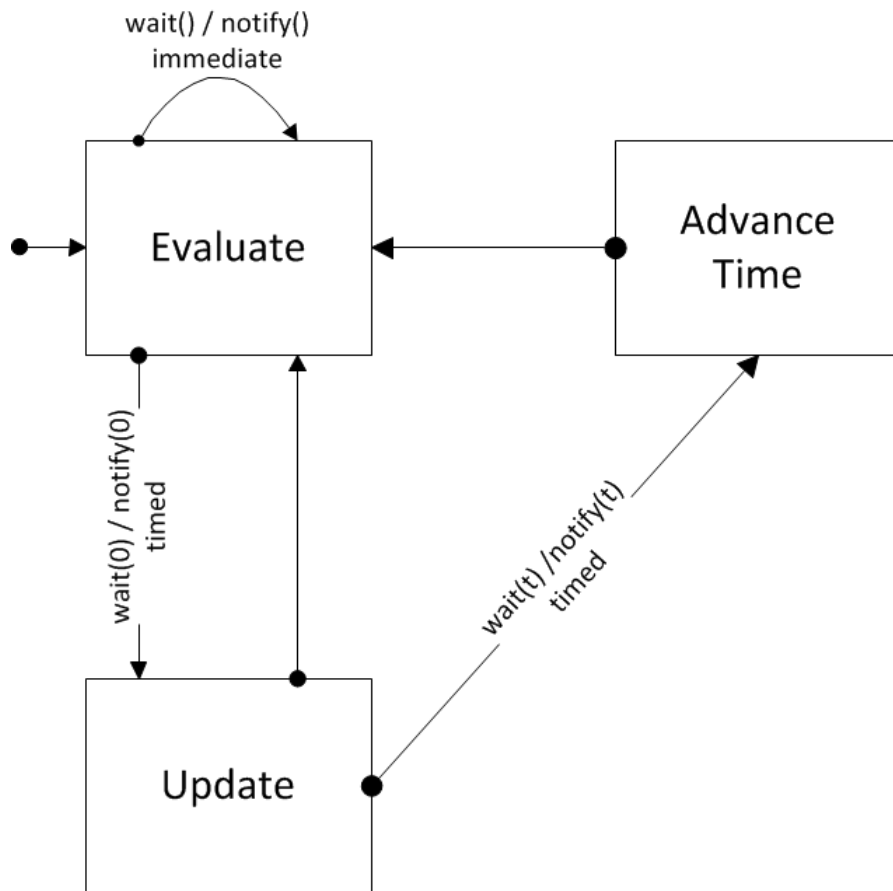 wait() / notify()
immediate
Evaluate
Advance
Time
wait(0) / notify(0)
timed
wait(t) /notify(t)
timed
Update